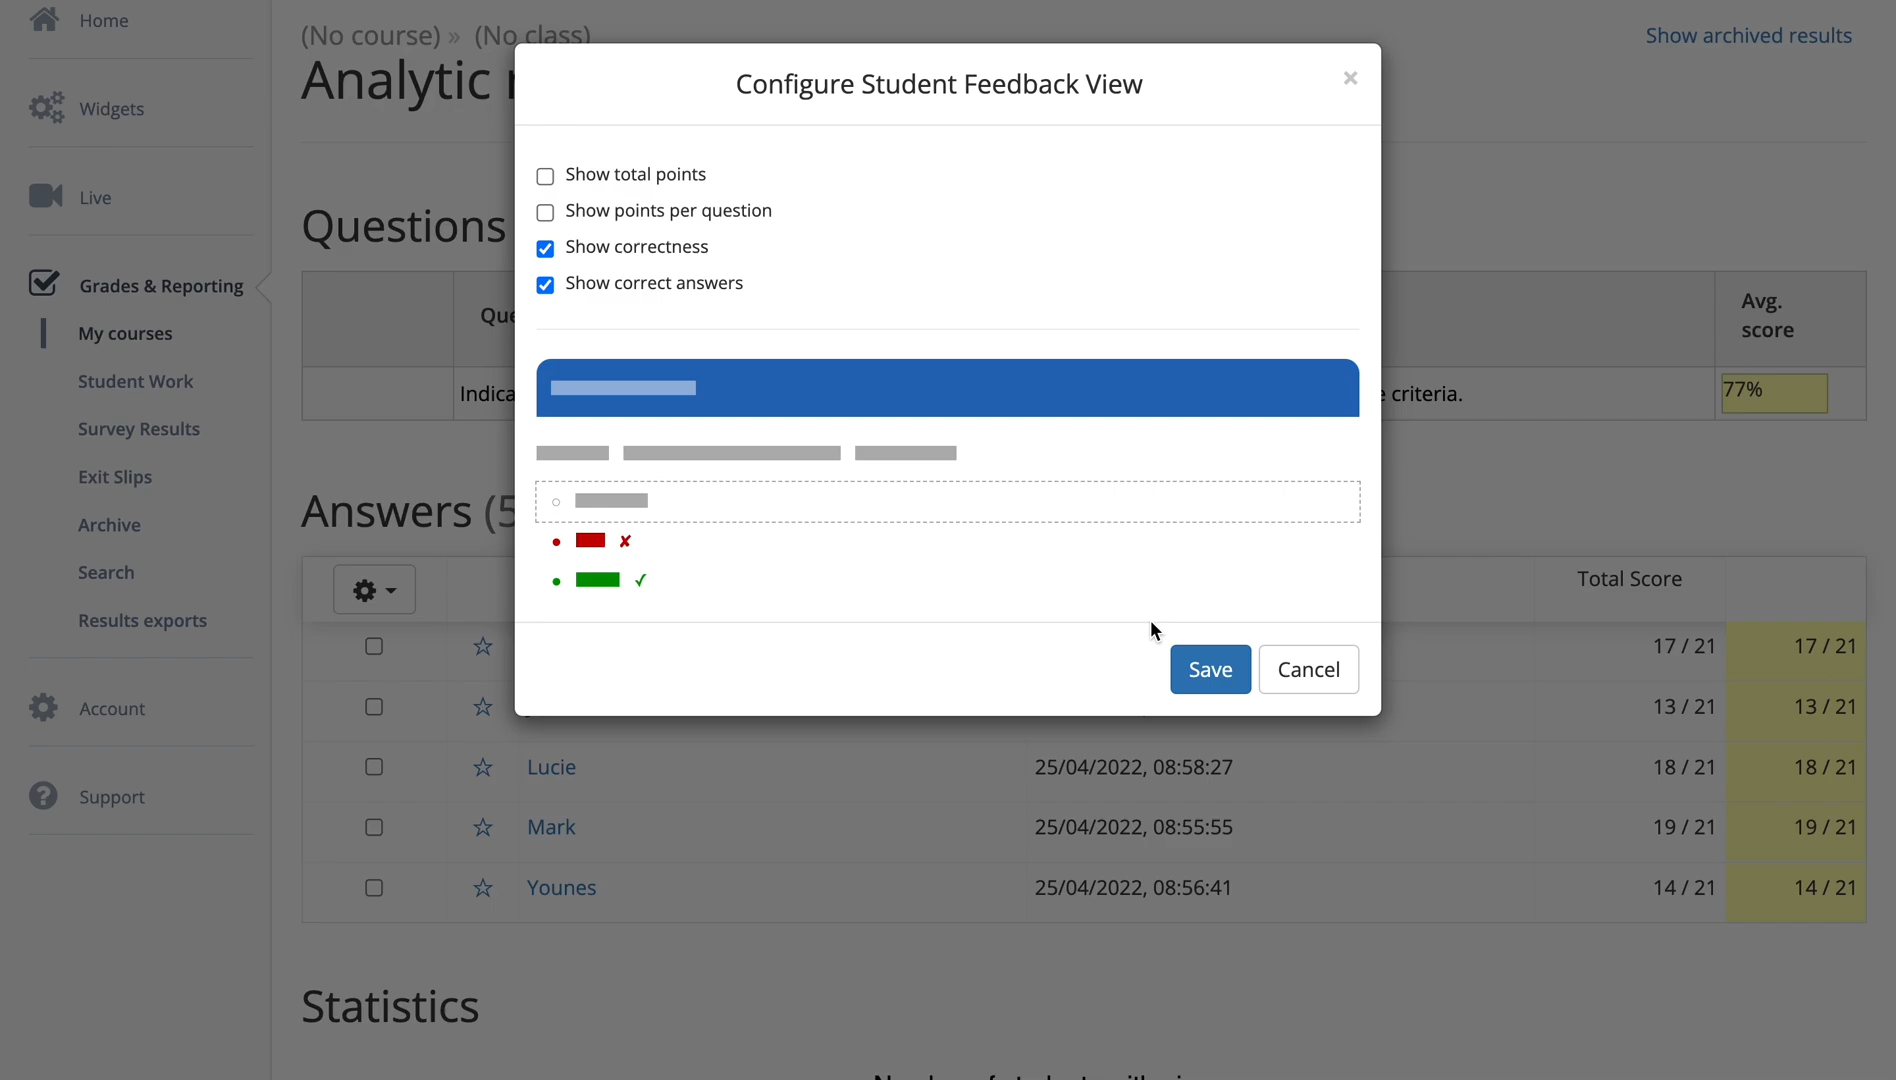 Home
Widgets
Live
Grades & Reporting
My courses
Student Work
Survey Results
Exit Slips
Archive
Search
Results exports
Account
Support
(No course) » (No class)
Show archived results
Analytic
Questions
Avg.
score
criteria.
77%
Answers
Configure Student Feedback View
×
Show total points
Show points per question
Show correctness
Show correct answers
✘
✓
Save
Cancel
Total Score
17 / 21 17 / 21
13 / 21 13 / 21
Lucie 25/04/2022, 08:58:27 18 / 21 18 / 21
Mark 25/04/2022, 08:55:55 19 / 21 19 / 21
Younes 25/04/2022, 08:56:41 14 / 21 14 / 21
Statistics